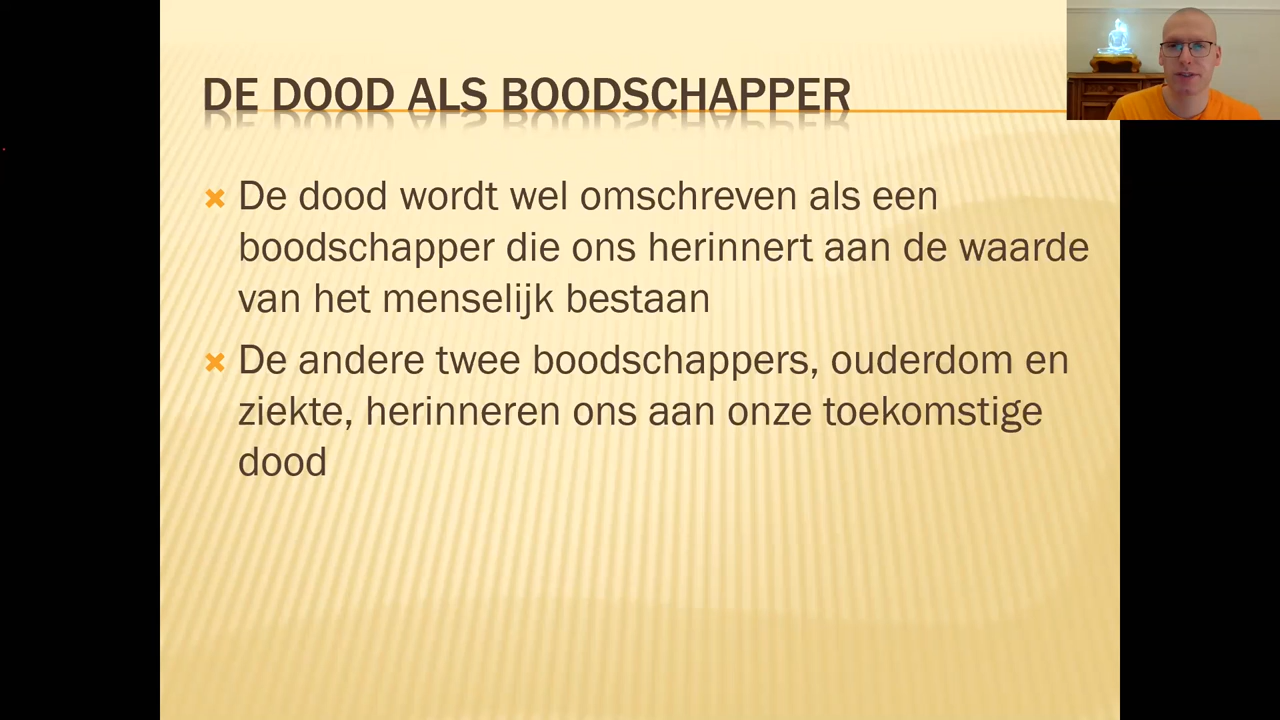 DE DOOD ALS BOODSCHAPPER
De dood wordt wel omschreven als een
boodschapper die ons herinnert aan de waarde
van het menselijk bestaan
De andere twee boodschappers, ouderdom en
ziekte, herinneren ons aan onze toekomstige
dood